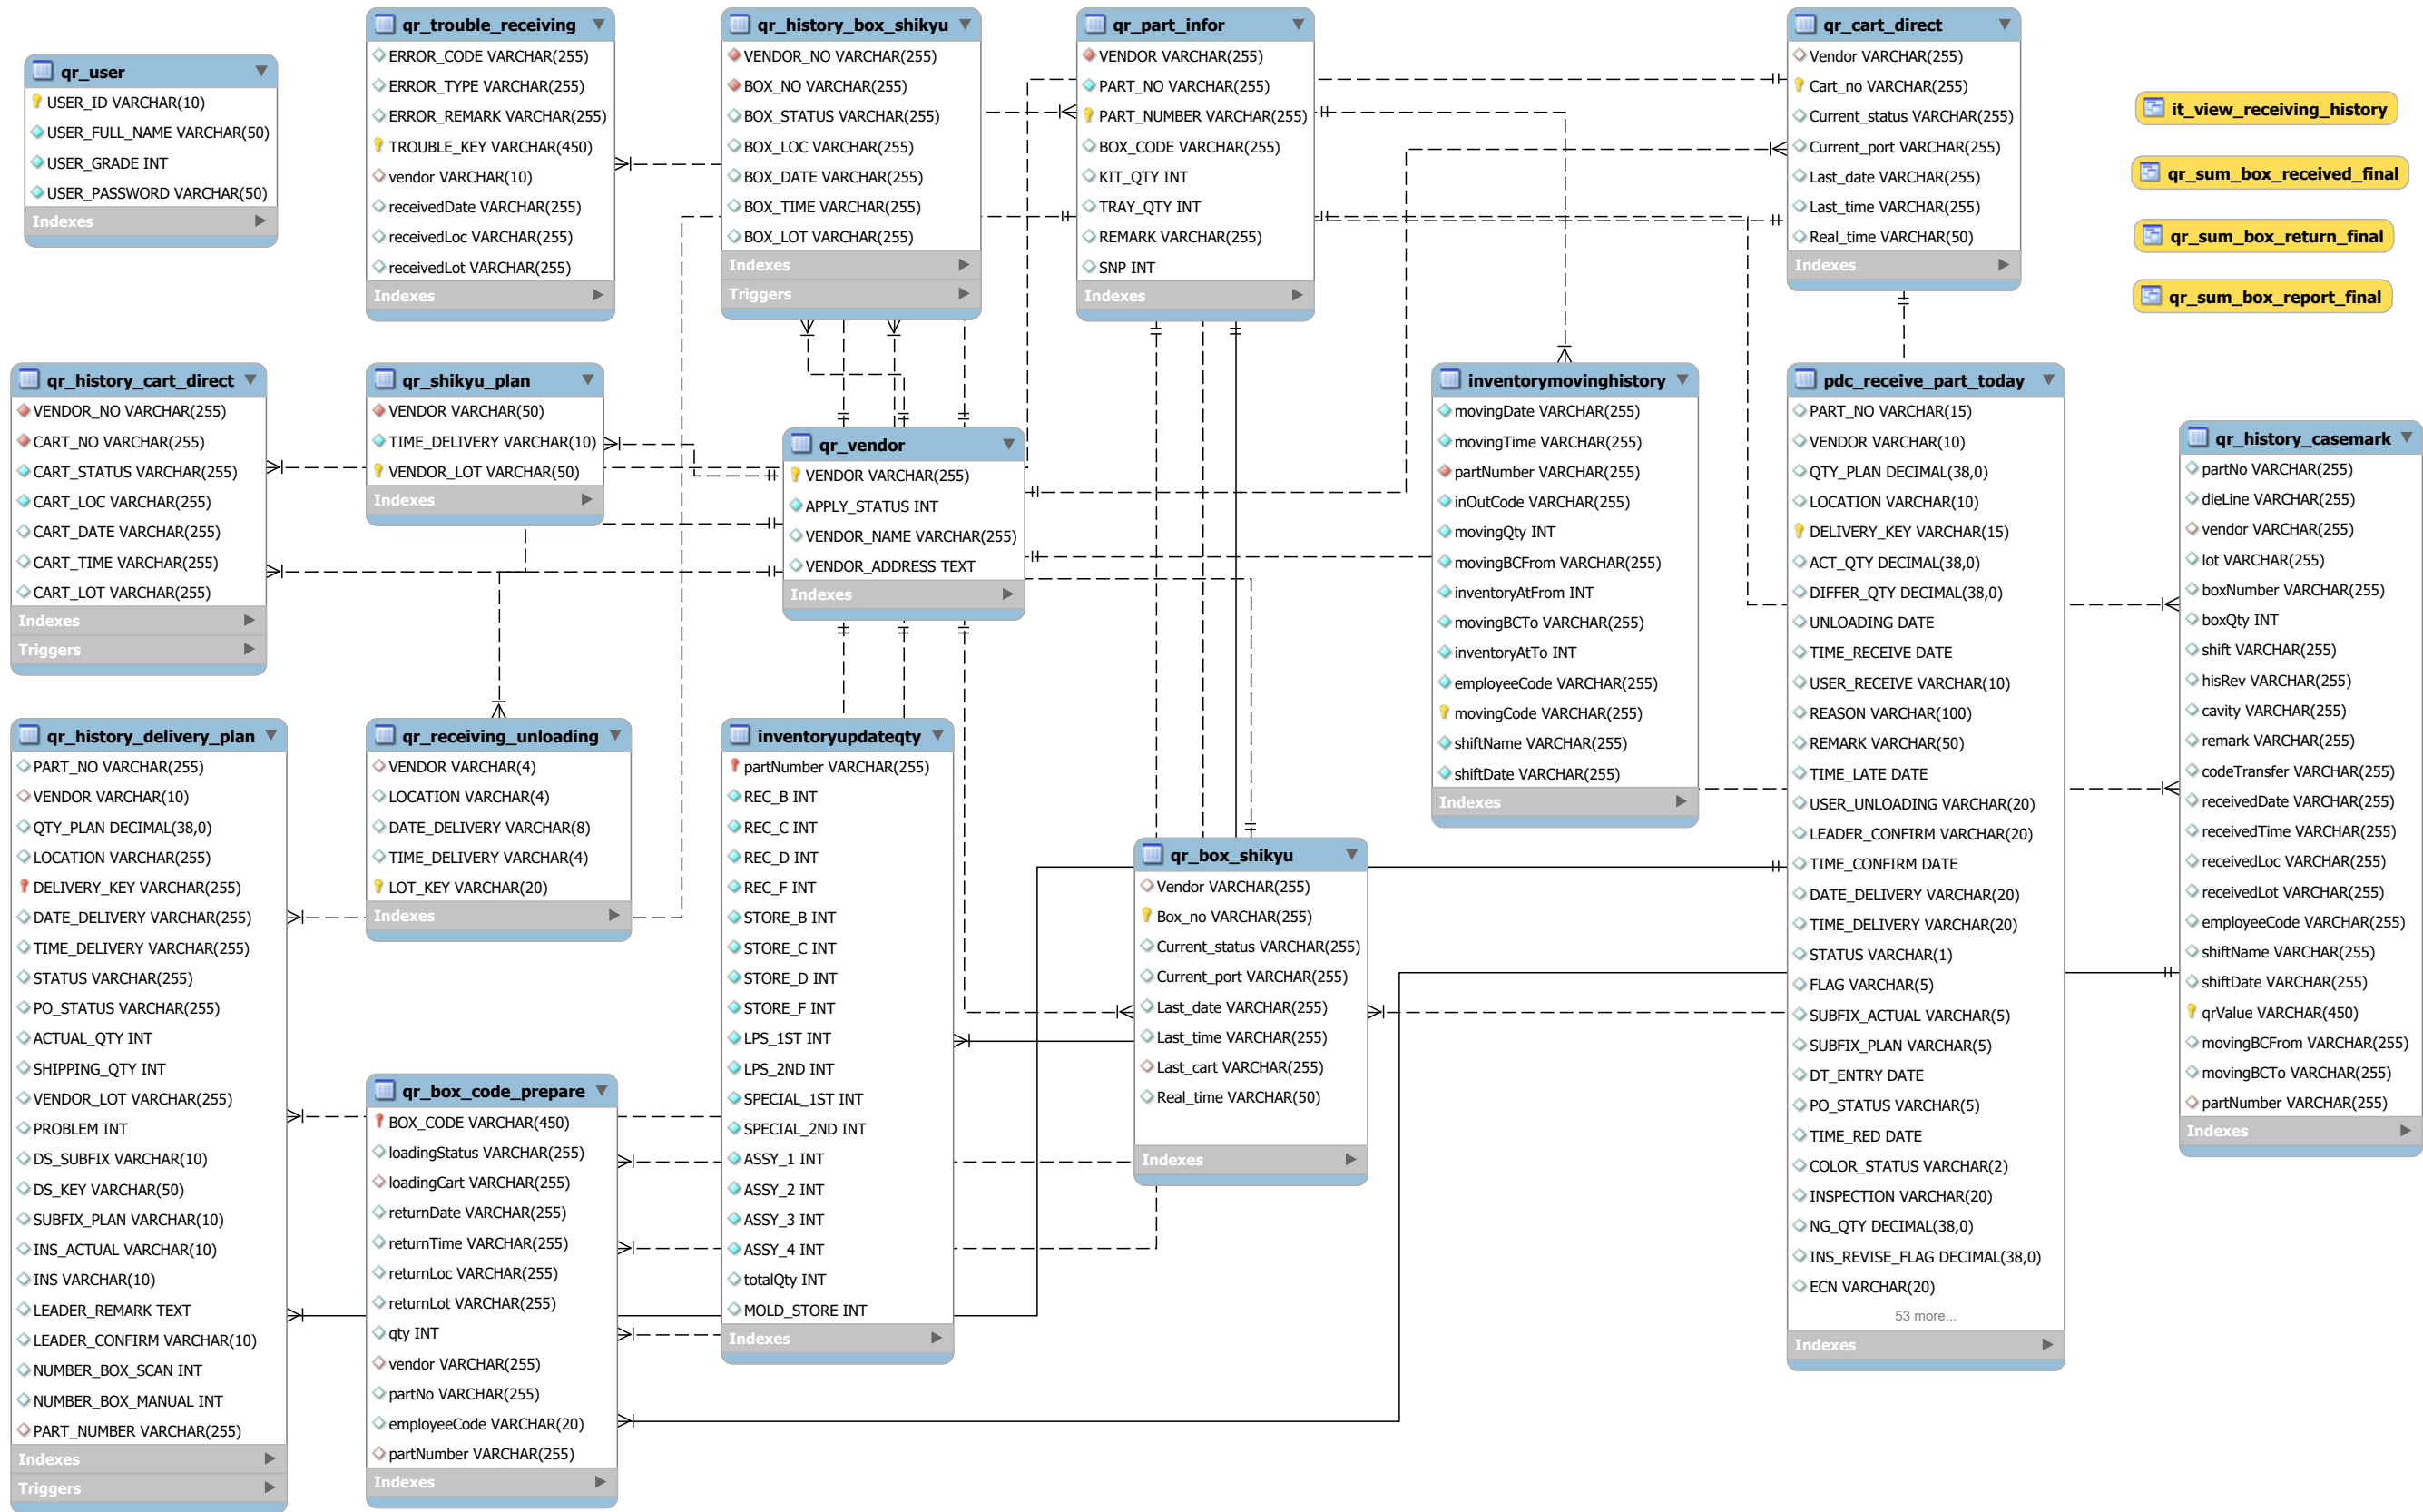 qr_user
USER_ID VARCHAR(10)
USER_FULL_NAME VARCHAR(50)
USER_GRADE INT
USER_PASSWORD VARCHAR(50)
Indexes
qr_trouble_receiving
ERROR_CODE VARCHAR(255)
ERROR_TYPE VARCHAR(255)
ERROR_REMARK VARCHAR(255)
TROUBLE_KEY VARCHAR(450)
vendor VARCHAR(10)
receivedDate VARCHAR(255)
receivedLoc VARCHAR(255)
receivedLot VARCHAR(255)
Indexes
qr_history_box_shikyu
VENDOR_NO VARCHAR(255)
BOX_NO VARCHAR(255)
BOX_STATUS VARCHAR(255)
BOX_LOC VARCHAR(255)
BOX_DATE VARCHAR(255)
BOX_TIME VARCHAR(255)
BOX_LOT VARCHAR(255)
Indexes
Triggers
qr_part_infor
VENDOR VARCHAR(255)
PART_NO VARCHAR(255)
PART_NUMBER VARCHAR(255)
BOX_CODE VARCHAR(255)
KIT_QTY INT
TRAY_QTY INT
REMARK VARCHAR(255)
SNP INT
Indexes
qr_cart_direct
Vendor VARCHAR(255)
Cart_no VARCHAR(255)
Current_status VARCHAR(255)
Current_port VARCHAR(255)
Last_date VARCHAR(255)
Last_time VARCHAR(255)
Real_time VARCHAR(50)
Indexes
it_view_receiving_history
qr_sum_box_received_final
qr_sum_box_return_final
qr_sum_box_report_final
qr_history_cart_direct
VENDOR_NO VARCHAR(255)
CART_NO VARCHAR(255)
CART_STATUS VARCHAR(255)
CART_LOC VARCHAR(255)
CART_DATE VARCHAR(255)
CART_TIME VARCHAR(255)
CART_LOT VARCHAR(255)
Indexes
Triggers
qr_shikyu_plan
VENDOR VARCHAR(50)
TIME_DELIVERY VARCHAR(10)
VENDOR_LOT VARCHAR(50)
Indexes
qr_vendor
VENDOR VARCHAR(255)
APPLY_STATUS INT
VENDOR_NAME VARCHAR(255)
VENDOR_ADDRESS TEXT
Indexes
inventorymovinghistory
movingDate VARCHAR(255)
movingTime VARCHAR(255)
partNumber VARCHAR(255)
inOutCode VARCHAR(255)
movingQty INT
movingBCFrom VARCHAR(255)
inventoryAtFrom INT
movingBCTo VARCHAR(255)
inventoryAtTo INT
employeeCode VARCHAR(255)
movingCode VARCHAR(255)
shiftName VARCHAR(255)
shiftDate VARCHAR(255)
Indexes
pdc_receive_part_today
PART_NO VARCHAR(15)
VENDOR VARCHAR(10)
QTY_PLAN DECIMAL(38,0)
LOCATION VARCHAR(10)
DELIVERY_KEY VARCHAR(15)
ACT_QTY DECIMAL(38,0)
DIFFER_QTY DECIMAL(38,0)
UNLOADING DATE
TIME_RECEIVE DATE
USER_RECEIVE VARCHAR(10)
REASON VARCHAR(100)
REMARK VARCHAR(50)
TIME_LATE DATE
USER_UNLOADING VARCHAR(20)
LEADER_CONFIRM VARCHAR(20)
TIME_CONFIRM DATE
DATE_DELIVERY VARCHAR(20)
TIME_DELIVERY VARCHAR(20)
STATUS VARCHAR(1)
FLAG VARCHAR(5)
SUBFIX_ACTUAL VARCHAR(5)
SUBFIX_PLAN VARCHAR(5)
DT_ENTRY DATE
PO_STATUS VARCHAR(5)
TIME_RED DATE
COLOR_STATUS VARCHAR(2)
INSPECTION VARCHAR(20)
NG_QTY DECIMAL(38,0)
INS_REVISE_FLAG DECIMAL(38,0)
ECN VARCHAR(20)
53 more...
Indexes
qr_history_casemark
partNo VARCHAR(255)
dieLine VARCHAR(255)
vendor VARCHAR(255)
lot VARCHAR(255)
boxNumber VARCHAR(255)
boxQty INT
shift VARCHAR(255)
hisRev VARCHAR(255)
cavity VARCHAR(255)
remark VARCHAR(255)
codeTransfer VARCHAR(255)
receivedDate VARCHAR(255)
receivedTime VARCHAR(255)
receivedLoc VARCHAR(255)
receivedLot VARCHAR(255)
employeeCode VARCHAR(255)
shiftName VARCHAR(255)
shiftDate VARCHAR(255)
qrValue VARCHAR(450)
movingBCFrom VARCHAR(255)
movingBCTo VARCHAR(255)
partNumber VARCHAR(255)
Indexes
qr_history_delivery_plan
PART_NO VARCHAR(255)
VENDOR VARCHAR(10)
QTY_PLAN DECIMAL(38,0)
LOCATION VARCHAR(255)
DELIVERY_KEY VARCHAR(255)
DATE_DELIVERY VARCHAR(255)
TIME_DELIVERY VARCHAR(255)
STATUS VARCHAR(255)
PO_STATUS VARCHAR(255)
ACTUAL_QTY INT
SHIPPING_QTY INT
VENDOR_LOT VARCHAR(255)
PROBLEM INT
DS_SUBFIX VARCHAR(10)
DS_KEY VARCHAR(50)
SUBFIX_PLAN VARCHAR(10)
INS_ACTUAL VARCHAR(10)
INS VARCHAR(10)
LEADER_REMARK TEXT
LEADER_CONFIRM VARCHAR(10)
NUMBER_BOX_SCAN INT
NUMBER_BOX_MANUAL INT
PART_NUMBER VARCHAR(255)
Indexes
Triggers
qr_receiving_unloading
VENDOR VARCHAR(4)
LOCATION VARCHAR(4)
DATE_DELIVERY VARCHAR(8)
TIME_DELIVERY VARCHAR(4)
LOT_KEY VARCHAR(20)
Indexes
inventoryupdateqty
partNumber VARCHAR(255)
REC_B INT
REC_C INT
REC_D INT
REC_F INT
STORE_B INT
STORE_C INT
STORE_D INT
STORE_F INT
LPS_1ST INT
LPS_2ND INT
SPECIAL_1ST INT
SPECIAL_2ND INT
ASSY_1 INT
ASSY_2 INT
ASSY_3 INT
ASSY_4 INT
totalQty INT
MOLD_STORE INT
Indexes
qr_box_shikyu
Vendor VARCHAR(255)
Box_no VARCHAR(255)
Current_status VARCHAR(255)
Current_port VARCHAR(255)
Last_date VARCHAR(255)
Last_time VARCHAR(255)
Last_cart VARCHAR(255)
Real_time VARCHAR(50)
Indexes
qr_box_code_prepare
BOX_CODE VARCHAR(450)
loadingStatus VARCHAR(255)
loadingCart VARCHAR(255)
returnDate VARCHAR(255)
returnTime VARCHAR(255)
returnLoc VARCHAR(255)
returnLot VARCHAR(255)
qty INT
vendor VARCHAR(255)
partNo VARCHAR(255)
employeeCode VARCHAR(20)
partNumber VARCHAR(255)
Indexes